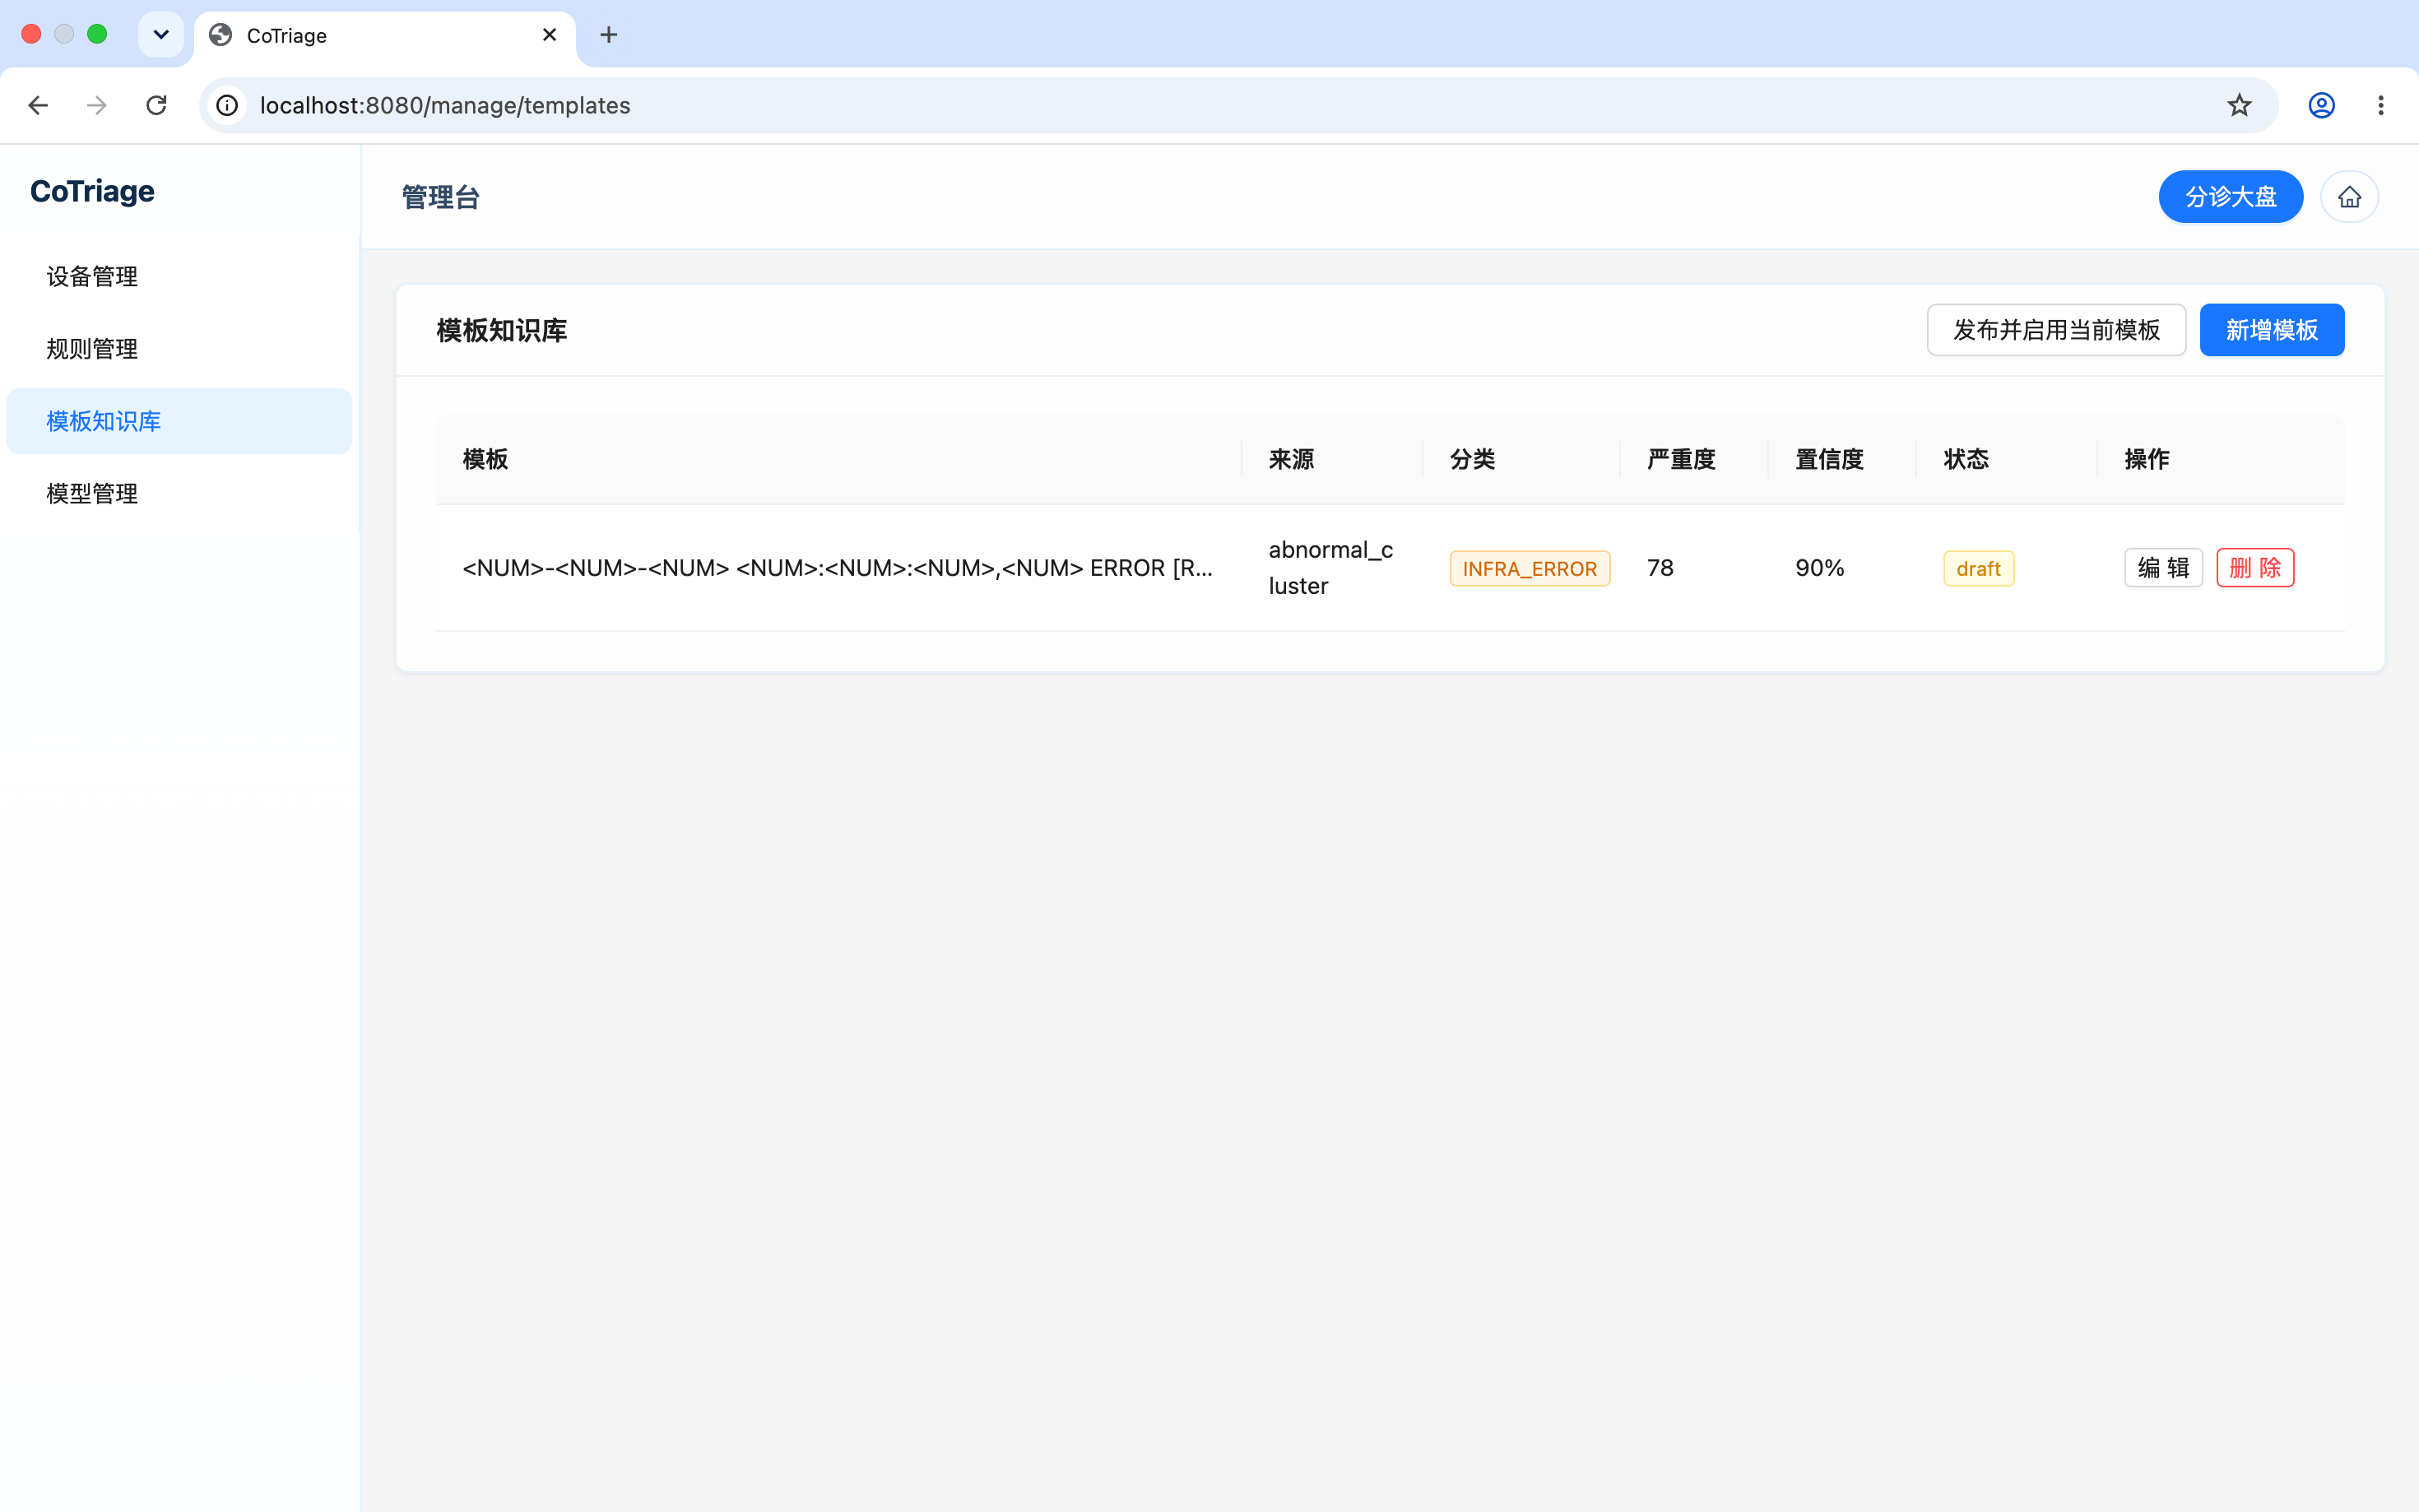 CoTriage
localhost:8080/manage/templates
CoTriage
管理台
分诊大盘
设备管理
规则管理
模板知识库
模型管理
模板知识库
发布并启用当前模板
新增模板
模板 来源 分类 严重度 置信度 状态 操作
<NUM>-<NUM>-<NUM> <NUM>:<NUM>:<NUM>,<NUM> ERROR [R...
abnormal_c
luster
INFRA_ERROR
78
90%
draft
编 辑
删 除